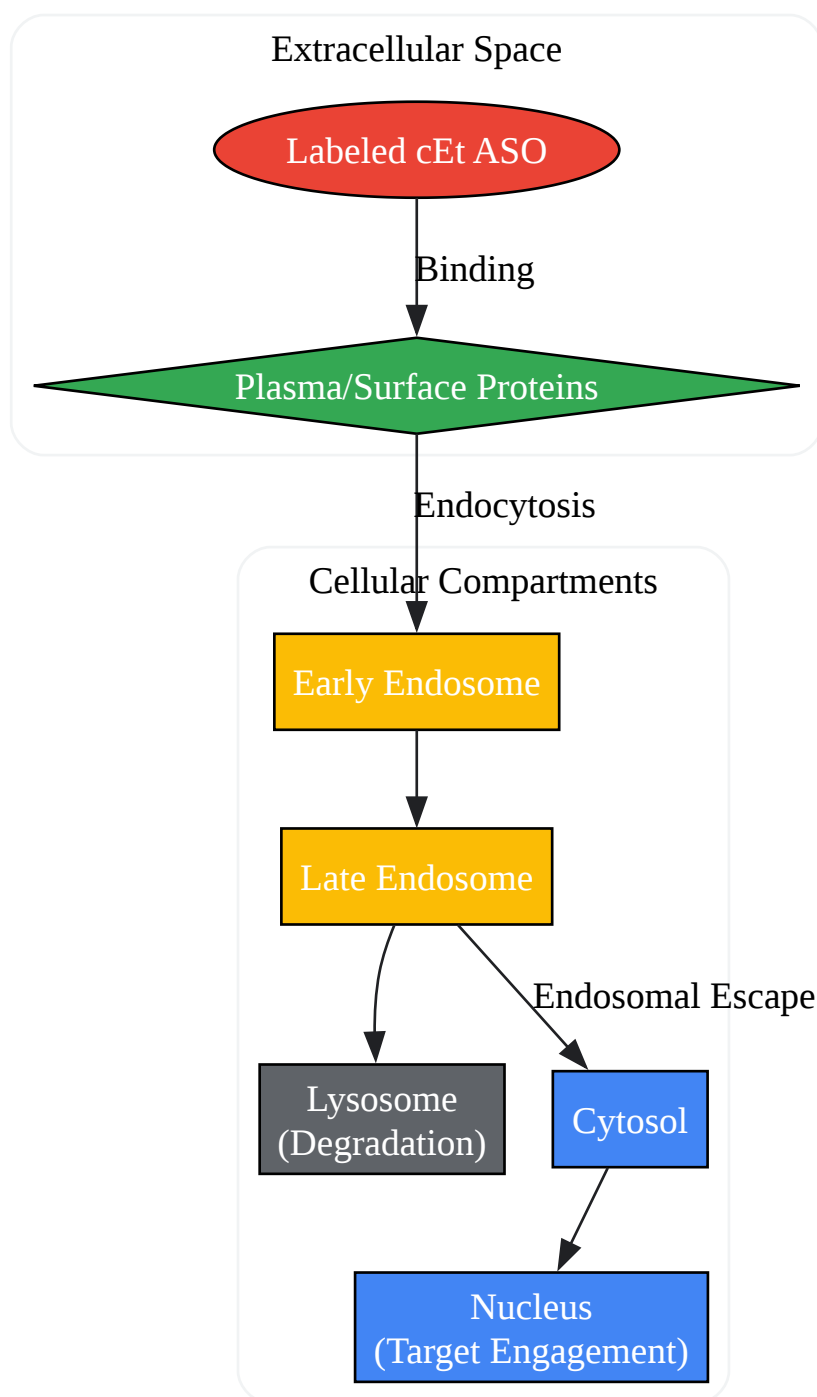 Extracellular Space
Labeled cEt ASO
Binding
Plasma/Surface Proteins
Endocytosis
Cellular Compartments
Early Endosome
Late Endosome
Endosomal Escape
Lysosome
(Degradation)
Cytosol
Nucleus
(Target Engagement)